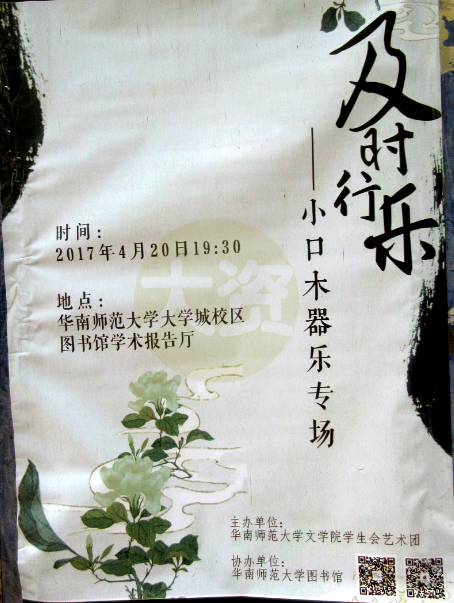 及时行乐
——小口木器乐专场
时间:
2017年4月20日19:30
地点:
华南师范大学大学城校区
图书馆学术报告厅
大资
主办单位:
华南师范大学文学院学生会艺术团
协办单位:
华南师范大学图书馆